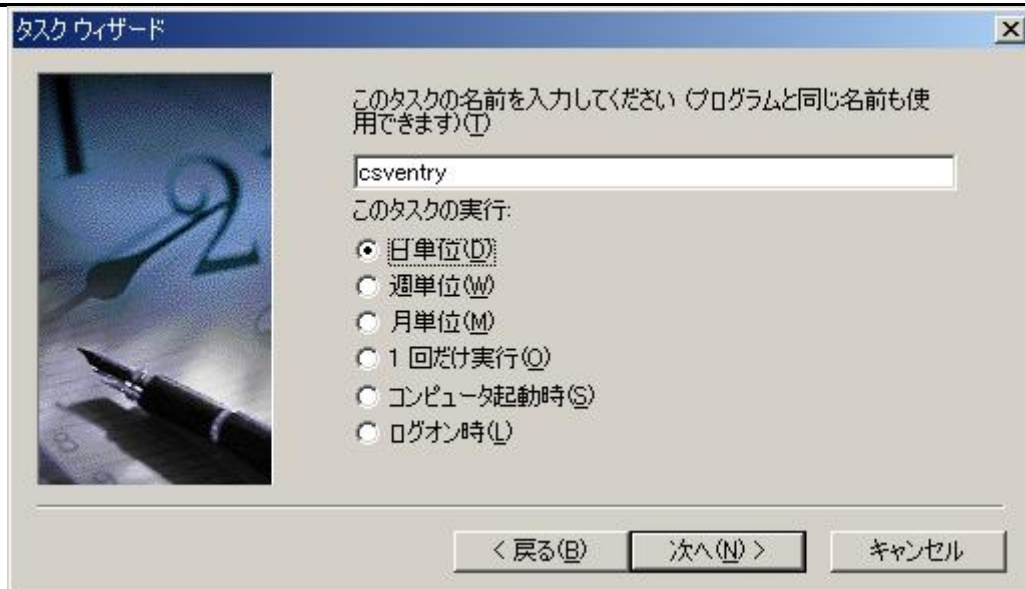 タスク ウィザード
このタスクの名前を入力してください (プログラムと同じ名前も使
用できます)(T)
csventry
このタスクの実行:
日単位(D)
週単位(W)
月単位(M)
1 回だけ実行(O)
コンピュータ起動時(S)
ログオン時(L)
< 戻る(B)
次へ(N) >
キャンセル